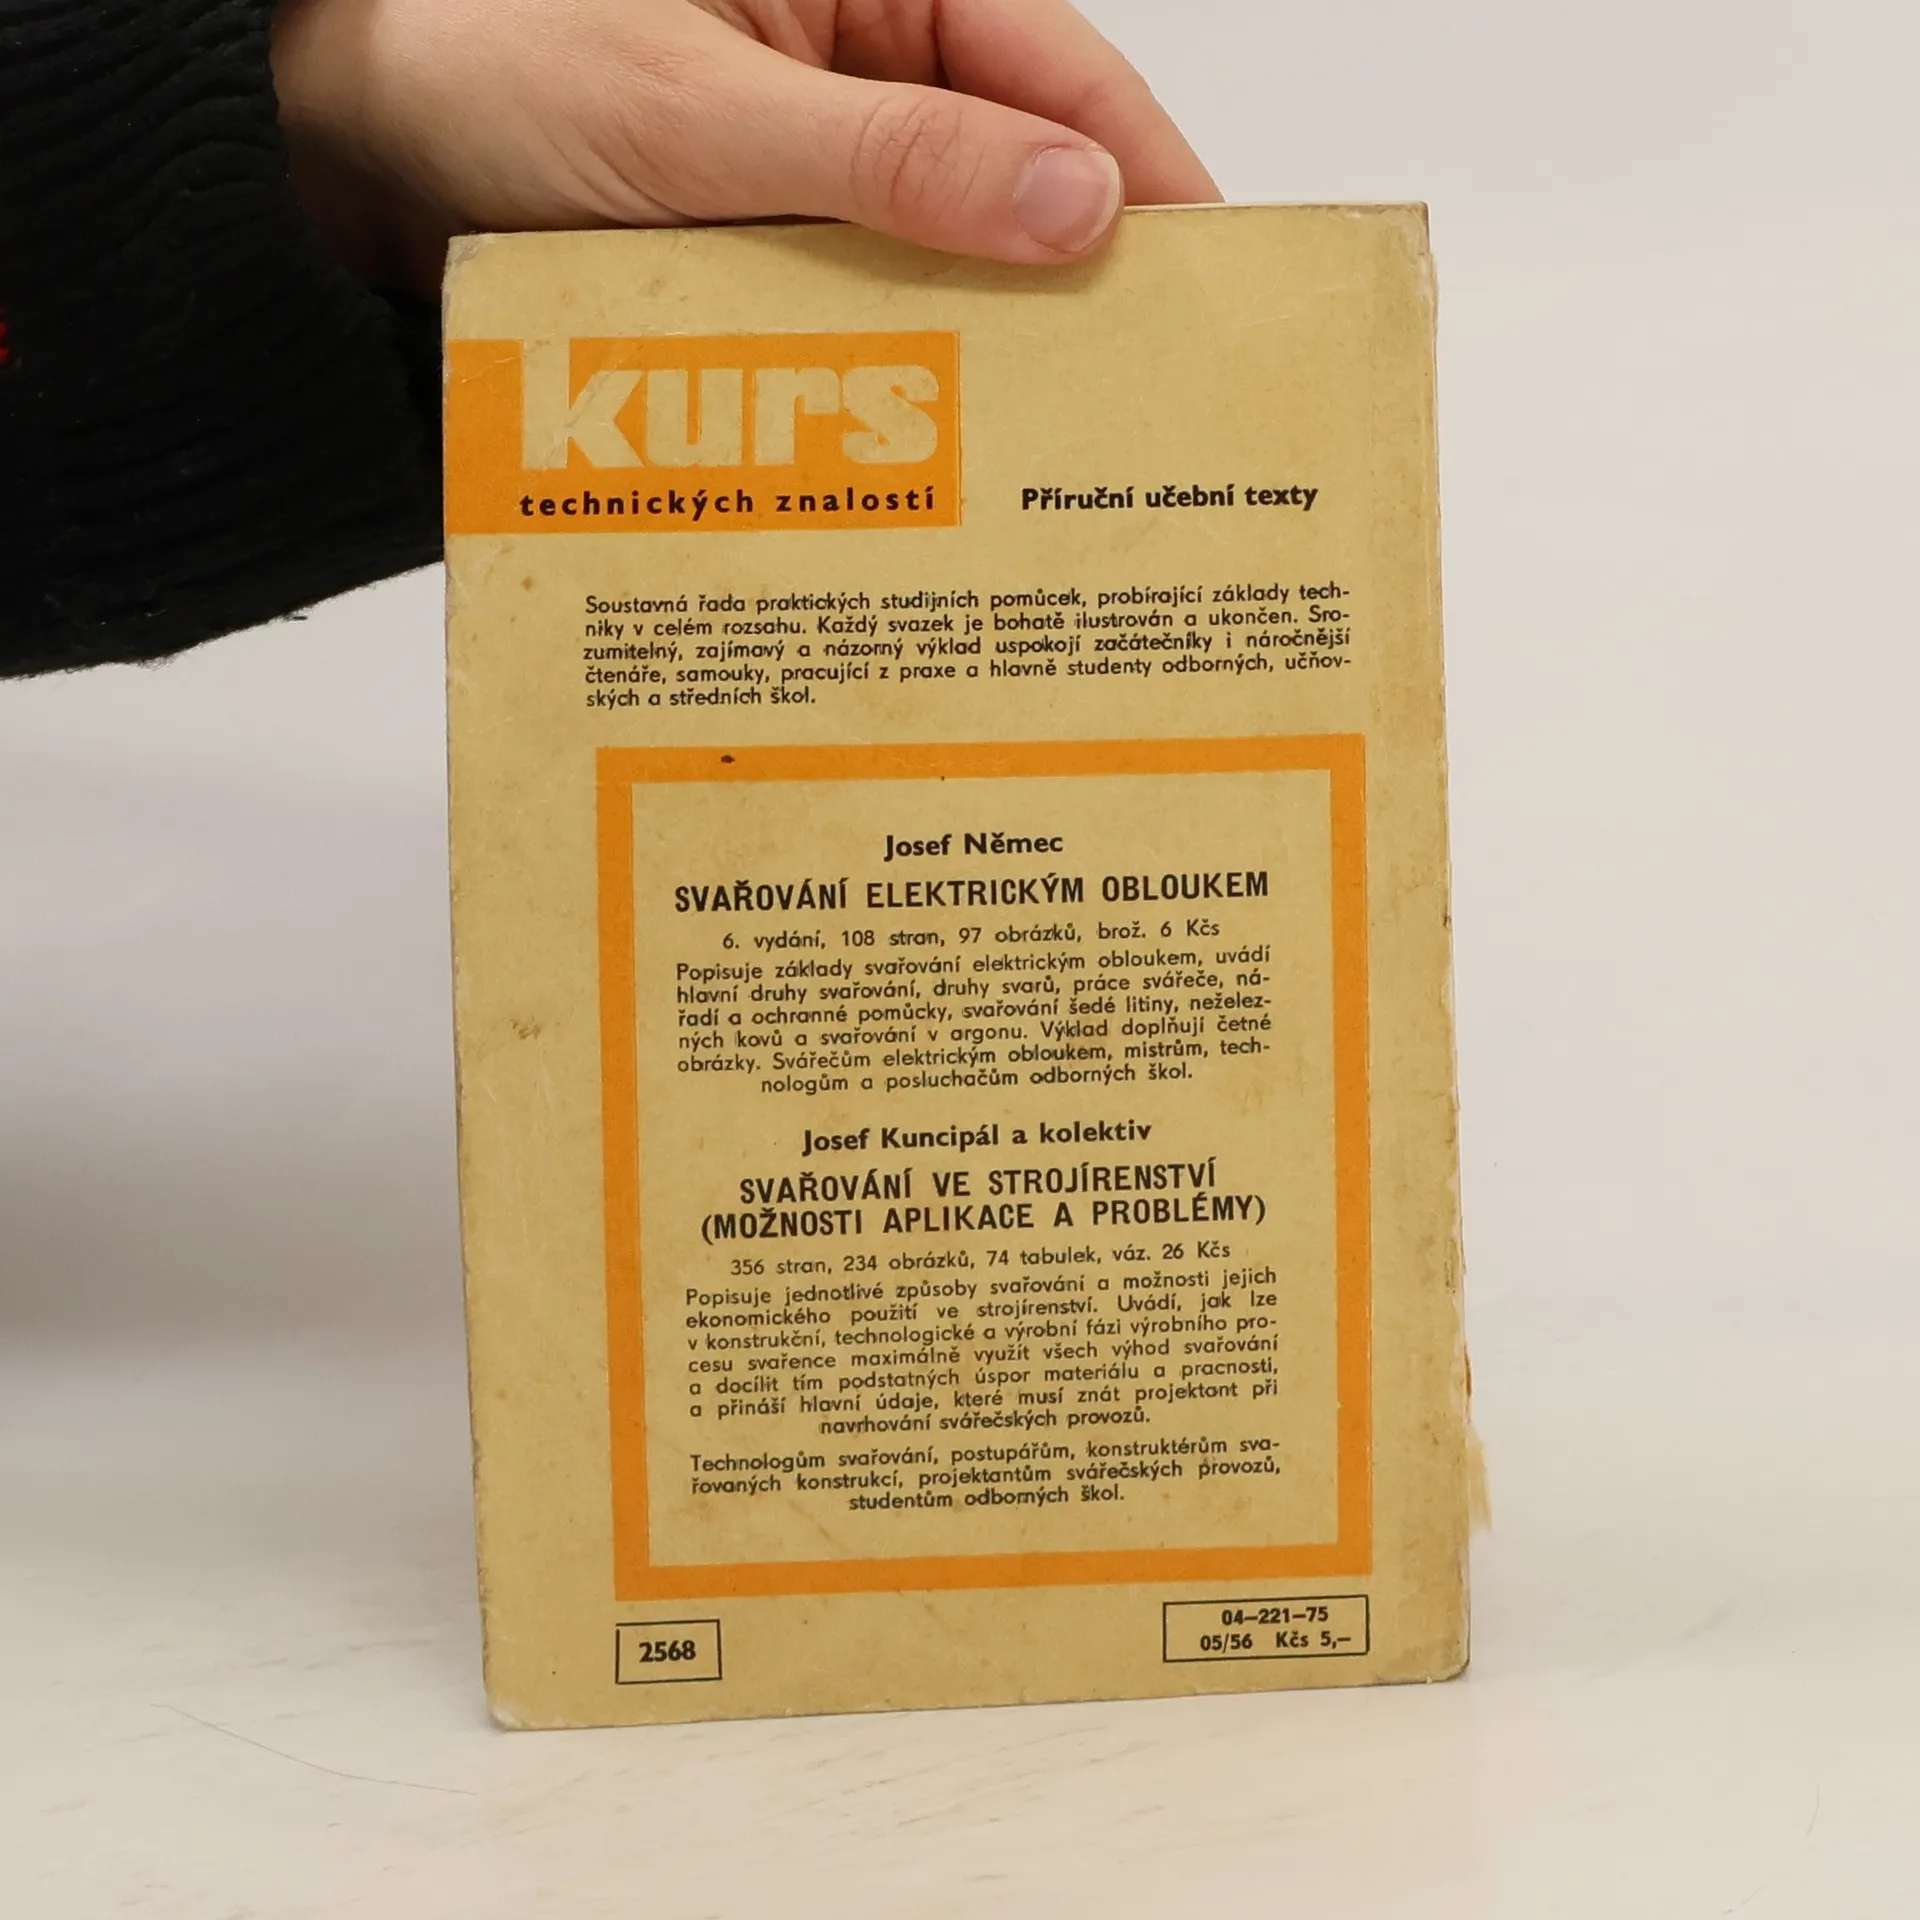 kurs
technických znalostí
Příruční učební texty
Soustavná řada praktických studijních pomůcek, probírající základy tech-
niky v celém rozsahu. Každý svazek je bohatě ilustrován a ukončen. Sro-
zumitelný, zajímavý a názorný výklad uspokojí začátečníky i náročnější
čtenáře, samouky, pracující z praxe a hlavně studenty odborných, učňov-
ských a středních škol.
Josef Němec
SVAŘOVÁNÍ ELEKTRICKÝM OBLOUKEM
6. vydání, 108 stran, 97 obrázků, brož. 6 Kčs
Popisuje základy svařování elektrickým obloukem, uvádí
hlavní druhy svařování, druhy svarů, práce svářeče, ná-
řadí a ochranné pomůcky, svařování šedé litiny, neželez-
ných kovů a svařování v argonu. Výklad doplňují četné
obrázky. Svářečům elektrickým obloukem, mistrům, tech-
nologům a posluchačům odborných škol.
Josef Kuncipál a kolektiv
SVAŘOVÁNÍ VE STROJÍRENSTVÍ
(MOŽNOSTI APLIKACE A PROBLÉMY)
356 stran, 234 obrázků, 74 tabulek, váz. 26 Kčs
Popisuje jednotlivé způsoby svařování a možnosti jejich
ekonomického použití ve strojírenství. Uvádí, jak lze
v konstrukční, technologické a výrobní fázi výrobního pro-
cesu svařence maximálně využít všech výhod svařování
a docílit tím podstatných úspor materiálu a pracnosti,
a přináší hlavní údaje, které musí znát projektant při
navrhování svářečských provozů.
Technologům svařování, postupářům, konstruktérům sva-
řovaných konstrukcí, projektantům svářečských provozů,
studentům odborných škol.
2568
04—221—75
05/56 Kčs 5,—